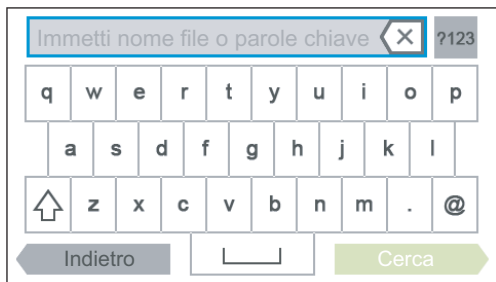 Immetti nome file o parole chiave ?123
q w e r t y u i o p
a s d f g h j k l
z x c v b n m . @
Indietro Cerca